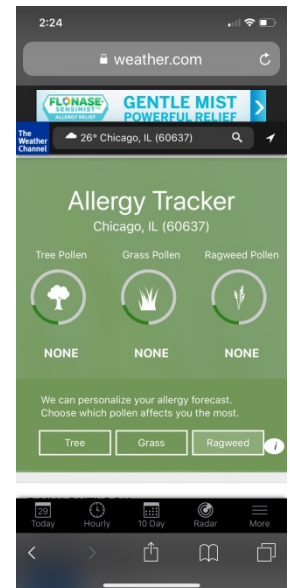 2:24
weather.com
FLONASE
SENSIMIST
ALLERGY RELIEF
GENTLE MIST
POWERFUL RELIEF
The
Weather
Channel
26° Chicago, IL (60637)
Allergy Tracker
Chicago, IL (60637)
Tree Pollen Grass Pollen Ragweed Pollen
NONE NONE NONE
We can personalize your allergy forecast.
Choose which pollen affects you the most.
Tree Grass Ragweed i
29
Today Hourly 10 Day Radar More